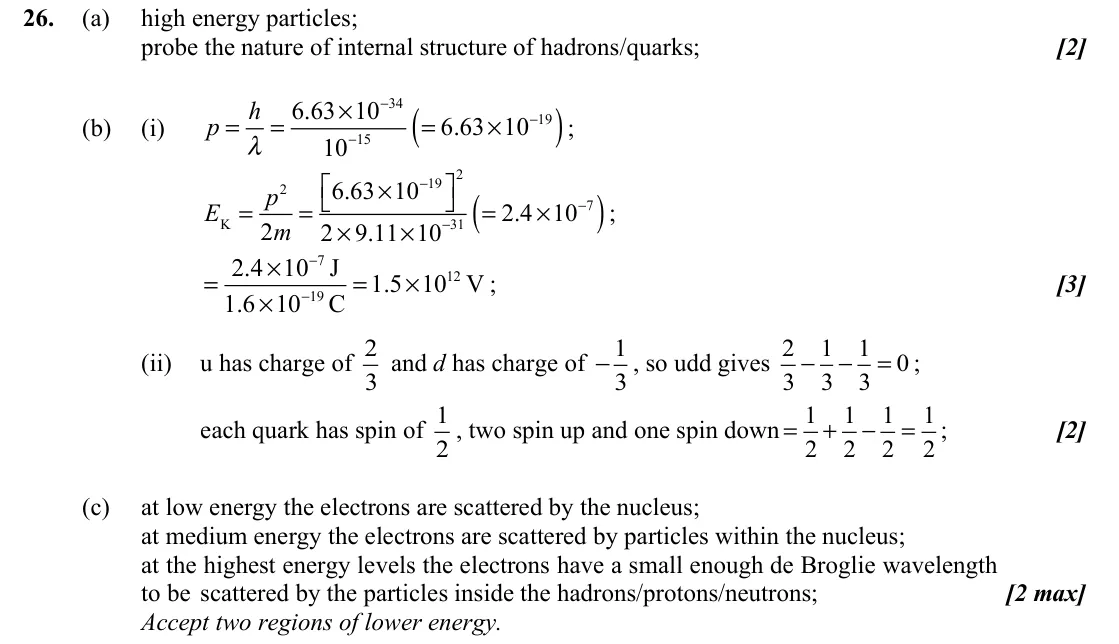 26. (a) high energy particles;
probe the nature of internal structure of hadrons/quarks; [2]
(b) (i) p = h/λ = 6.63×10⁻³⁴/10⁻¹⁵ (= 6.63×10⁻¹⁹);
E_K = p²/2m = [6.63×10⁻¹⁹]²/2×9.11×10⁻³¹ (= 2.4×10⁻⁷);
= 2.4×10⁻⁷ J/1.6×10⁻¹⁹ C = 1.5×10¹² V; [3]
(ii) u has charge of 2/3 and d has charge of −1/3, so udd gives 2/3 − 1/3 − 1/3 = 0;
each quark has spin of 1/2, two spin up and one spin down = 1/2 + 1/2 − 1/2 = 1/2; [2]
(c) at low energy the electrons are scattered by the nucleus;
at medium energy the electrons are scattered by particles within the nucleus;
at the highest energy levels the electrons have a small enough de Broglie wavelength
to be scattered by the particles inside the hadrons/protons/neutrons; [2 max]
Accept two regions of lower energy.